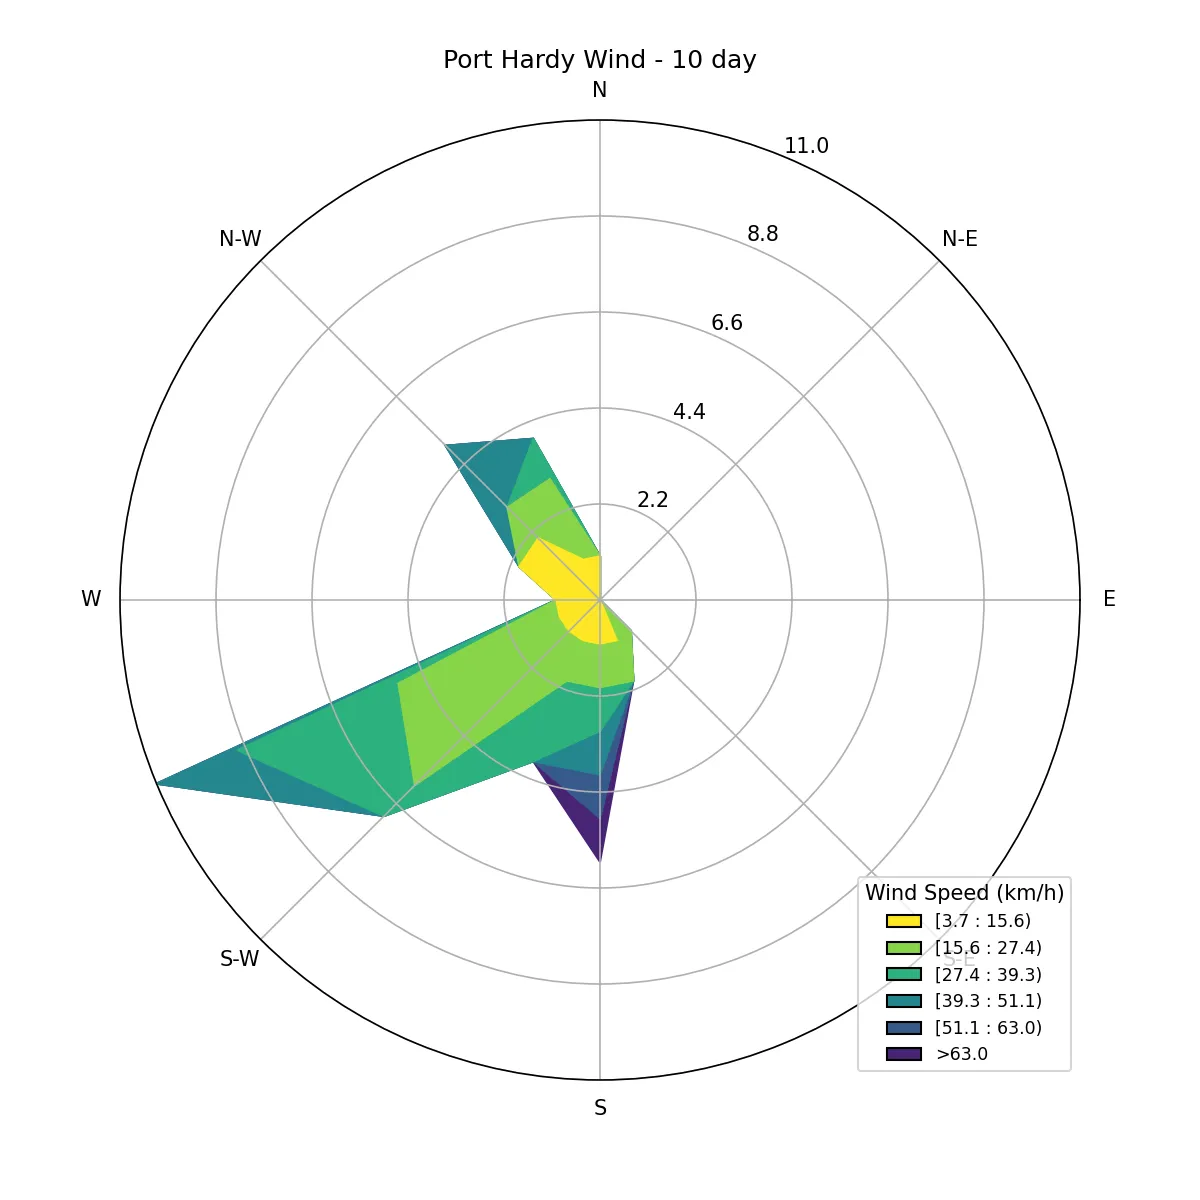 Port Hardy Wind - 10 day
N
11.0
N-W
N-E
8.8
6.6
4.4
2.2
W
E
Wind Speed (km/h)
[3.7 : 15.6)
[15.6 : 27.4)
S-W
S-E
[27.4 : 39.3)
[39.3 : 51.1)
[51.1 : 63.0)
>63.0
S